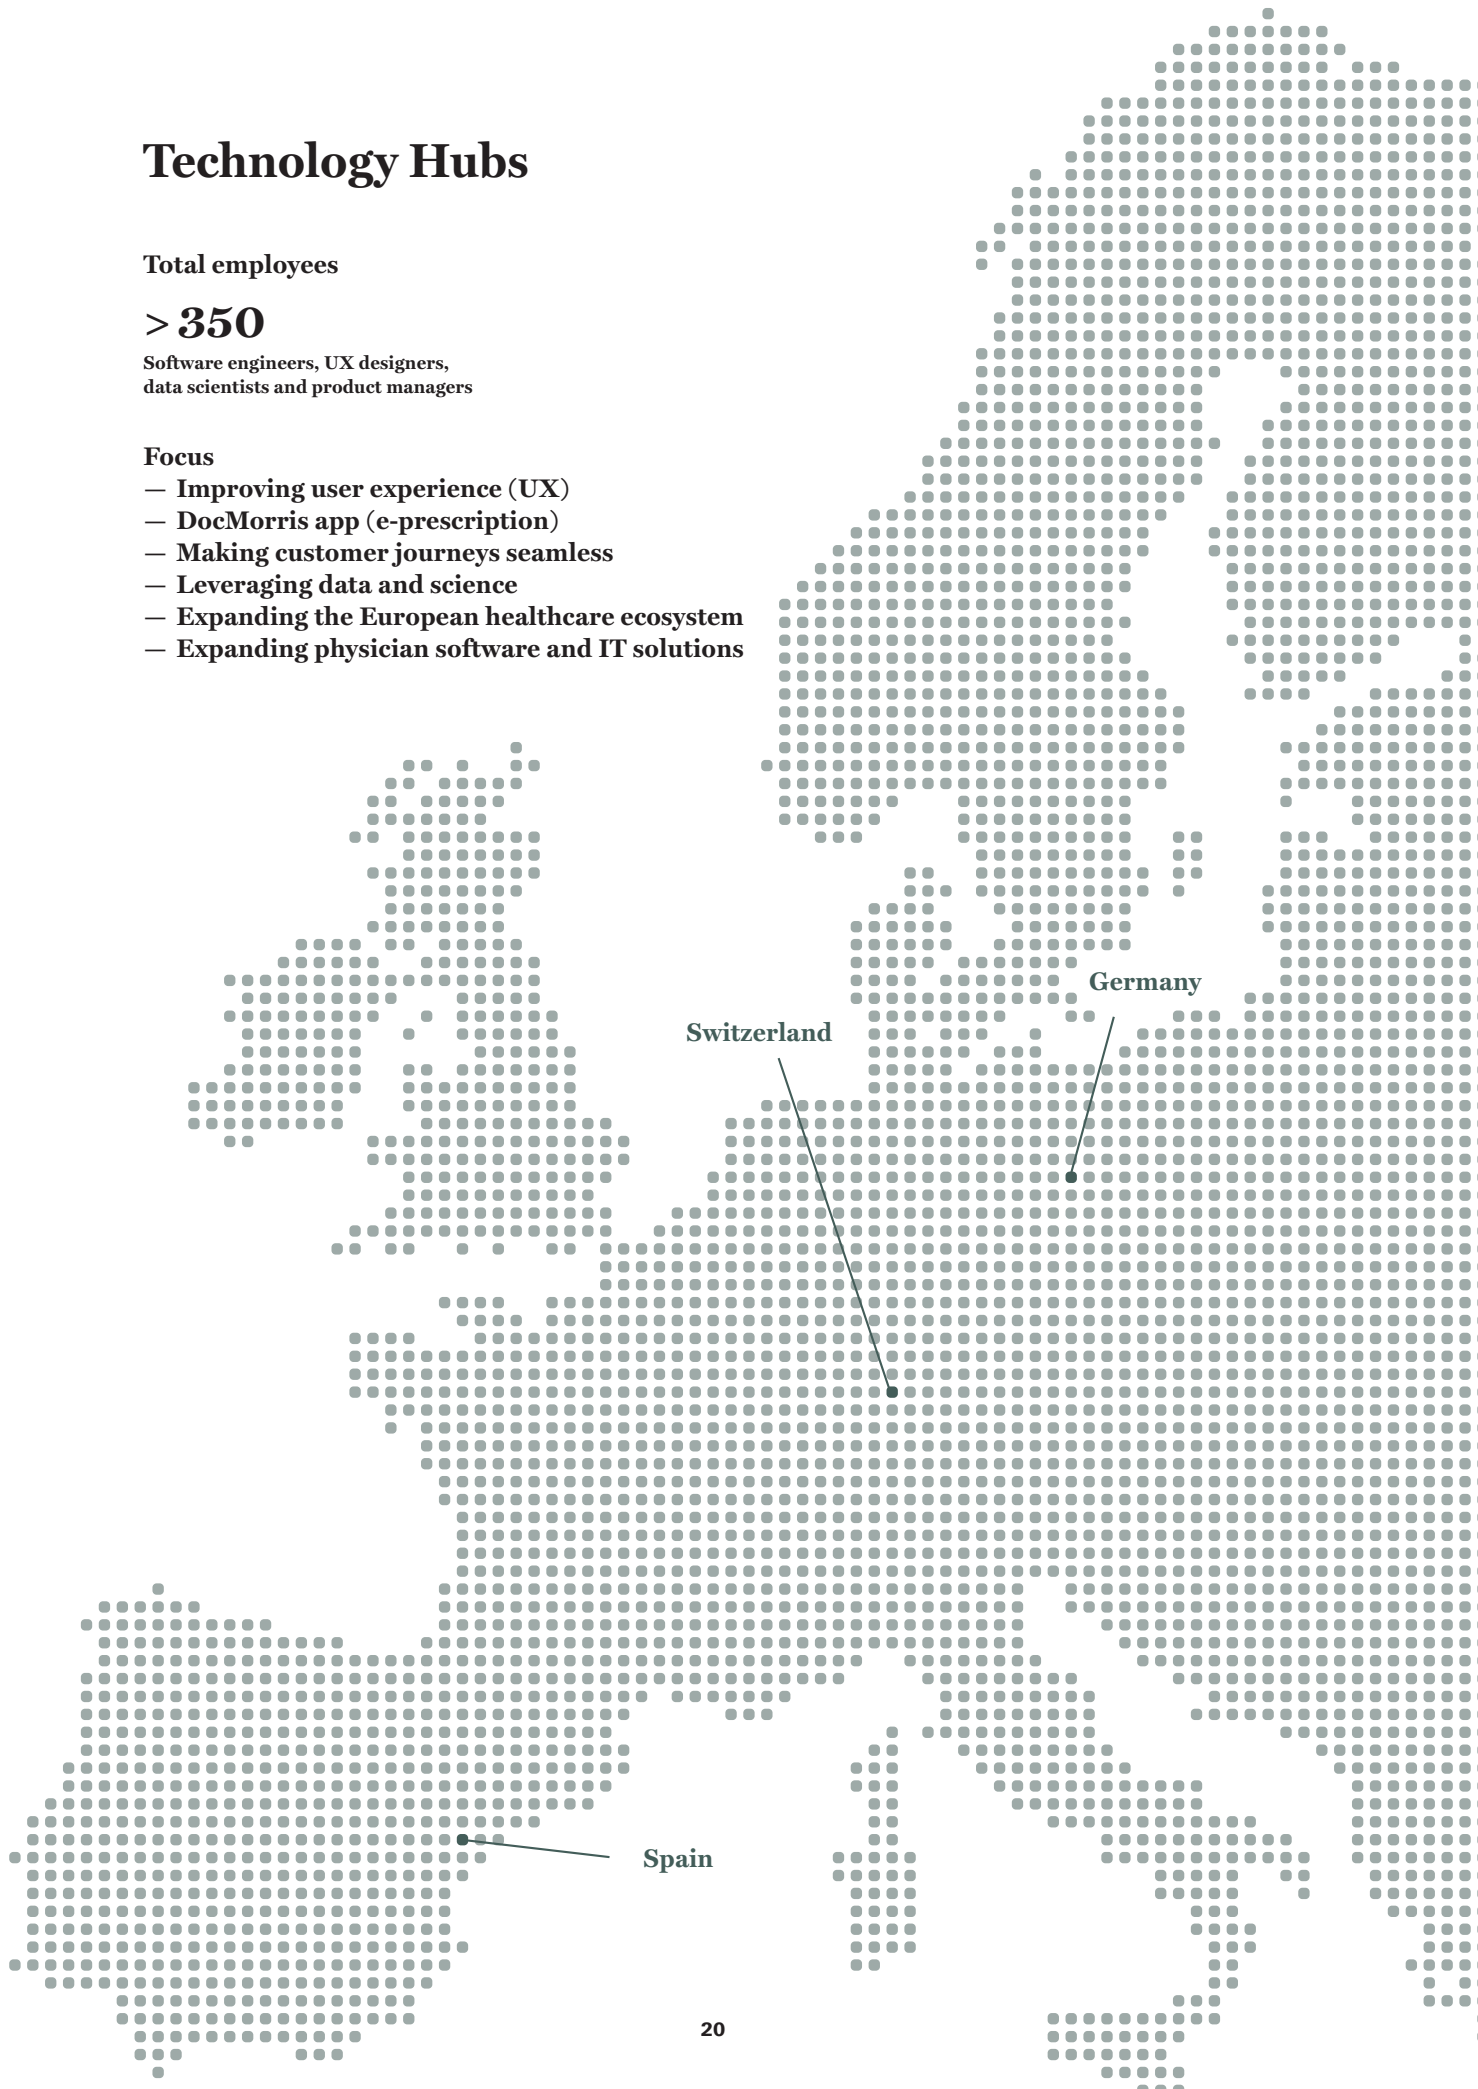 Technology Hubs
Total employees
> 350
Software engineers, UX designers,
data scientists and product managers
Focus
— Improving user experience (UX)
— DocMorris app (e-prescription)
— Making customer journeys seamless
— Leveraging data and science
— Expanding the European healthcare ecosystem
— Expanding physician software and IT solutions
Germany
Switzerland
Spain
20